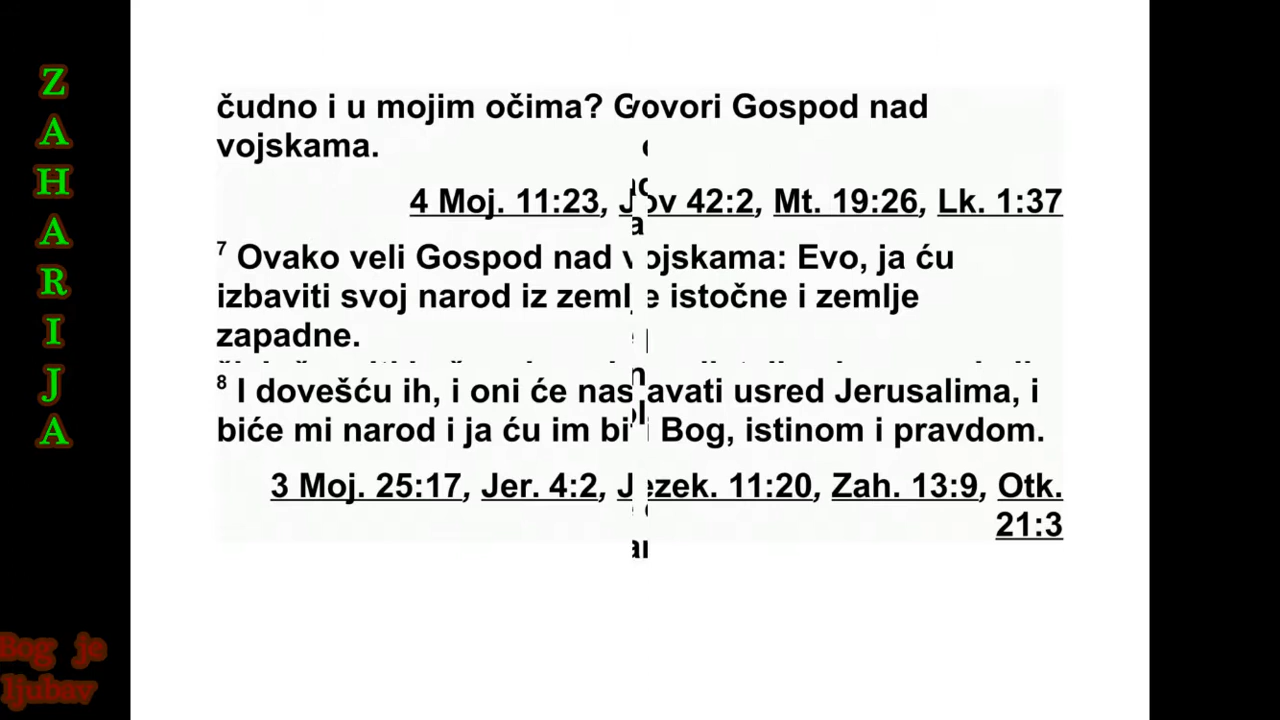 ZAHARIJA
čudno i u mojim očima? Govori Gospod nad
vojskama.
4 Moj. 11:23, Jov 42:2, Mt. 19:26, Lk. 1:37
7 Ovako veli Gospod nad vojskama: Evo, ja ću
izbaviti svoj narod iz zemlje istočne i zemlje
zapadne.
8 I dovešću ih, i oni će nastavati usred Jerusalima, i
biće mi narod i ja ću im biti Bog, istinom i pravdom.
3 Moj. 25:17, Jer. 4:2, Jezek. 11:20, Zah. 13:9, Otk.
21:3
Bog je
ljubav